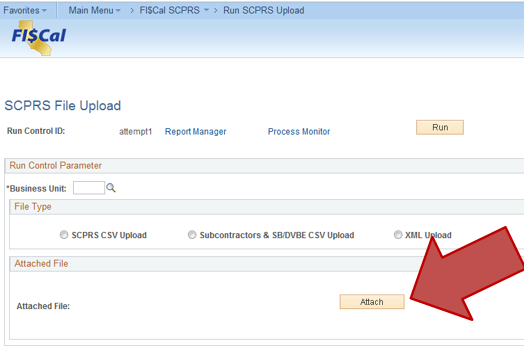 Favorites Main Menu > FI$Cal SCPRS > Run SCPRS Upload
FI$Cal
SCPRS File Upload
Run Control ID: attempt1 Report Manager Process Monitor Run
Run Control Parameter
*Business Unit:
File Type
SCPRS CSV Upload Subcontractors & SB/DVBE CSV Upload XML Upload
Attached File
Attached File: Attach